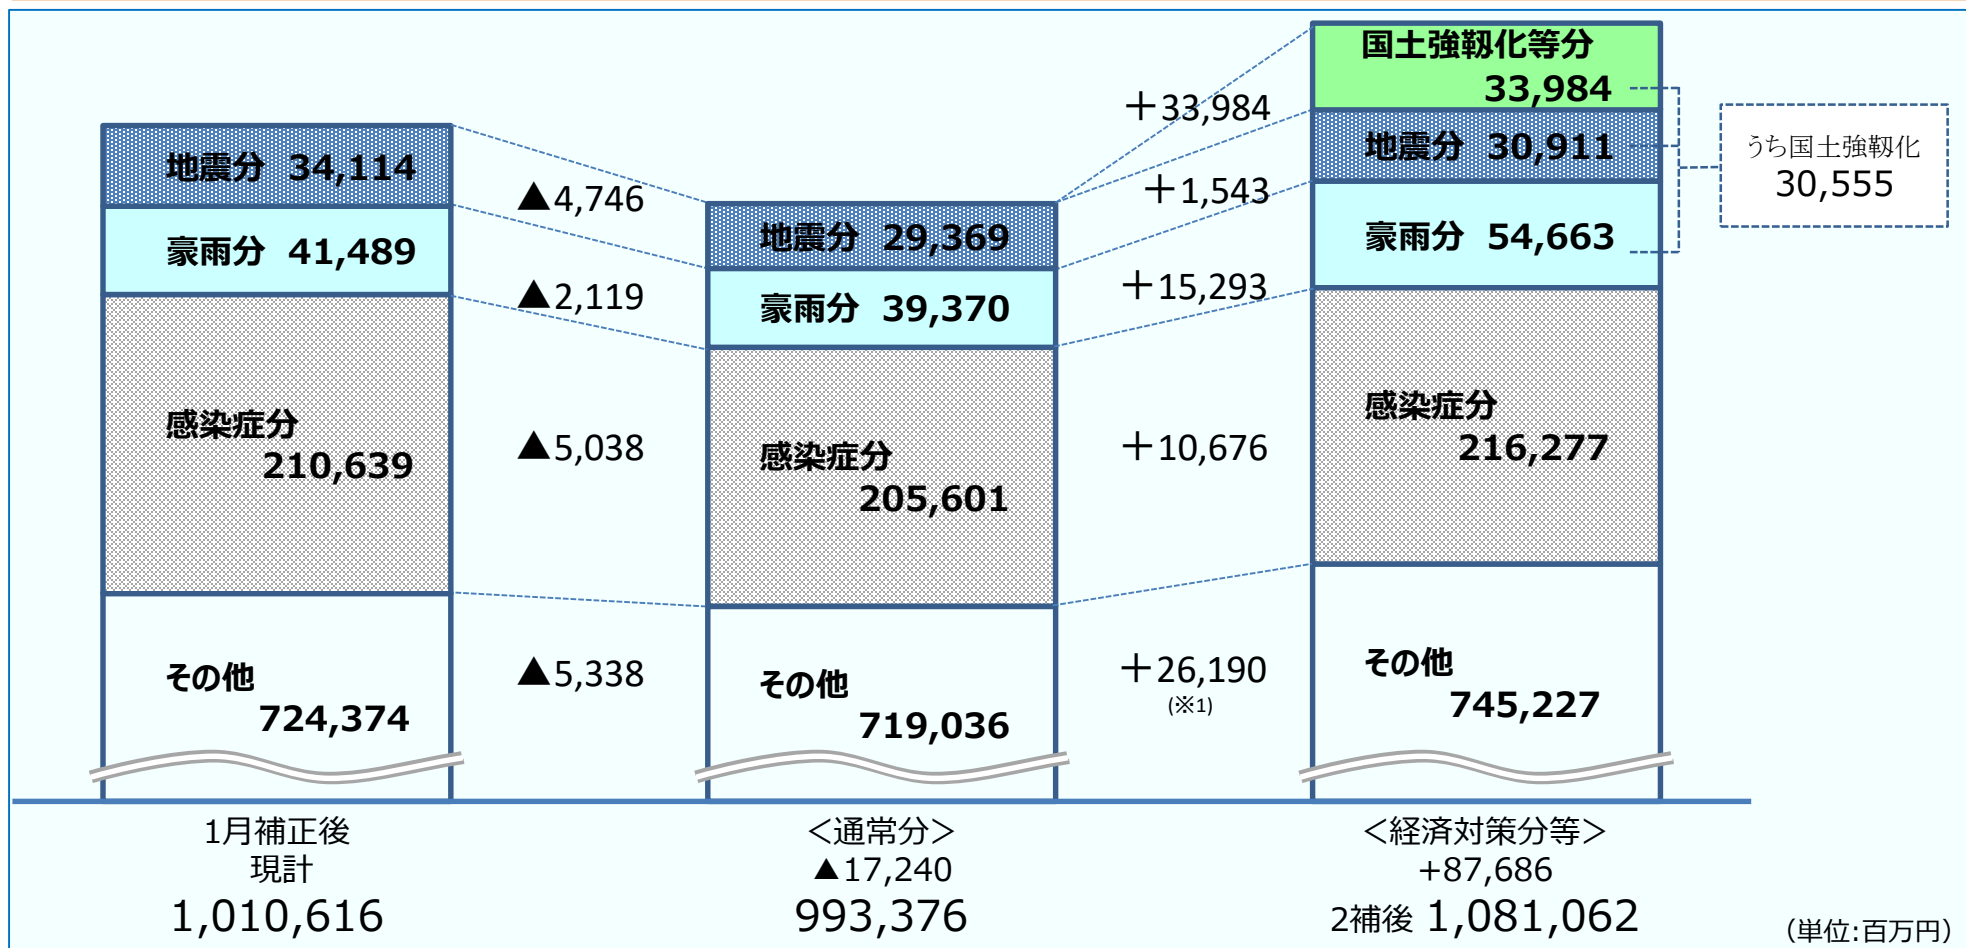 地震分 34,114
豪雨分 41,489
感染症分
210,639
その他
724,374
▲4,746
▲2,119
▲5,038
▲5,338
地震分 29,369
豪雨分 39,370
感染症分
205,601
その他
719,036
＋33,984
＋1,543
＋15,293
＋10,676
＋26,190
(※1)
国土強靱化等分
33,984
地震分 30,911
豪雨分 54,663
感染症分
216,277
その他
745,227
うち国土強靱化
30,555
1月補正後
現計
1,010,616
＜通常分＞
▲17,240
993,376
＜経済対策分等＞
+87,686
2補後 1,081,062
(単位:百万円)